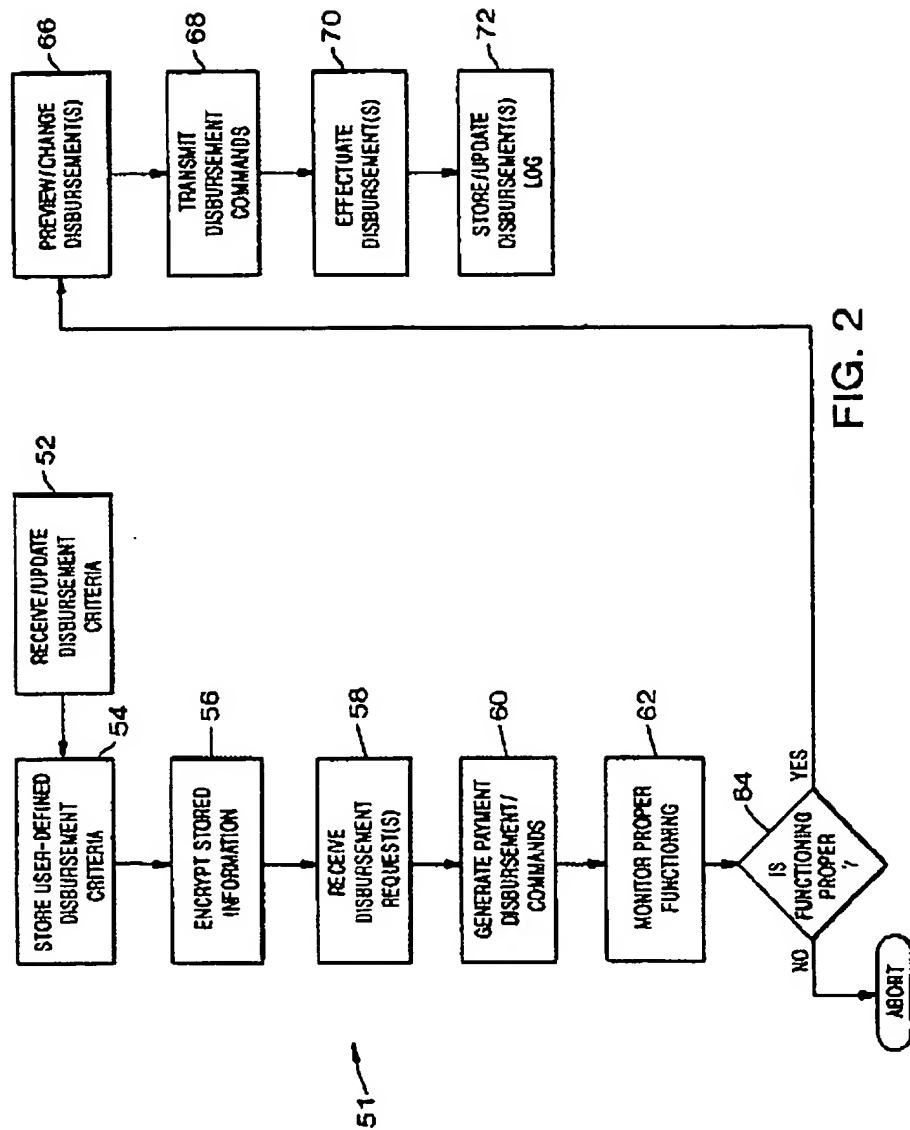 51
52
RECEIVE/UPDATE
DISBURSEMENT
CRITERIA
54
STORE USER-DEFINED
DISBURSEMENT
CRITERIA
56
ENCRYPT STORED
INFORMATION
58
RECEIVE
DISBURSEMENT
REQUEST(S)
60
GENERATE PAYMENT
DISBURSEMENT/
COMMANDS
62
MONITOR PROPER
FUNCTIONING
64
IS
FUNCTIONING
PROPER
?
NO
YES
ABORT
66
PREVIEW/CHANGE
DISBURSEMENT(S)
68
TRANSMIT
DISBURSEMENT
COMMANDS
70
EFFECTUATE
DISBURSEMENT(S)
72
STORE/UPDATE
DISBURSEMENT(S)
LOG
FIG. 2